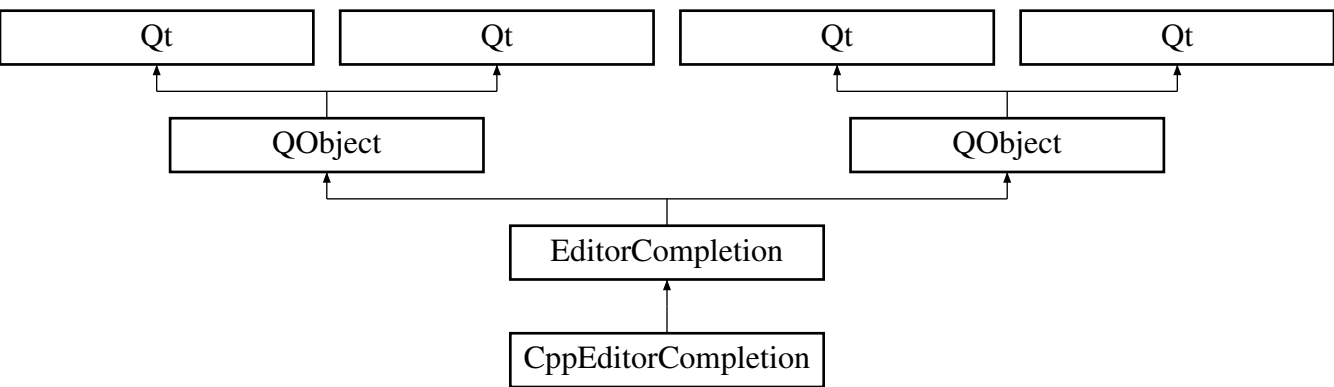 Qt
Qt
Qt
Qt
QObject
QObject
EditorCompletion
CppEditorCompletion